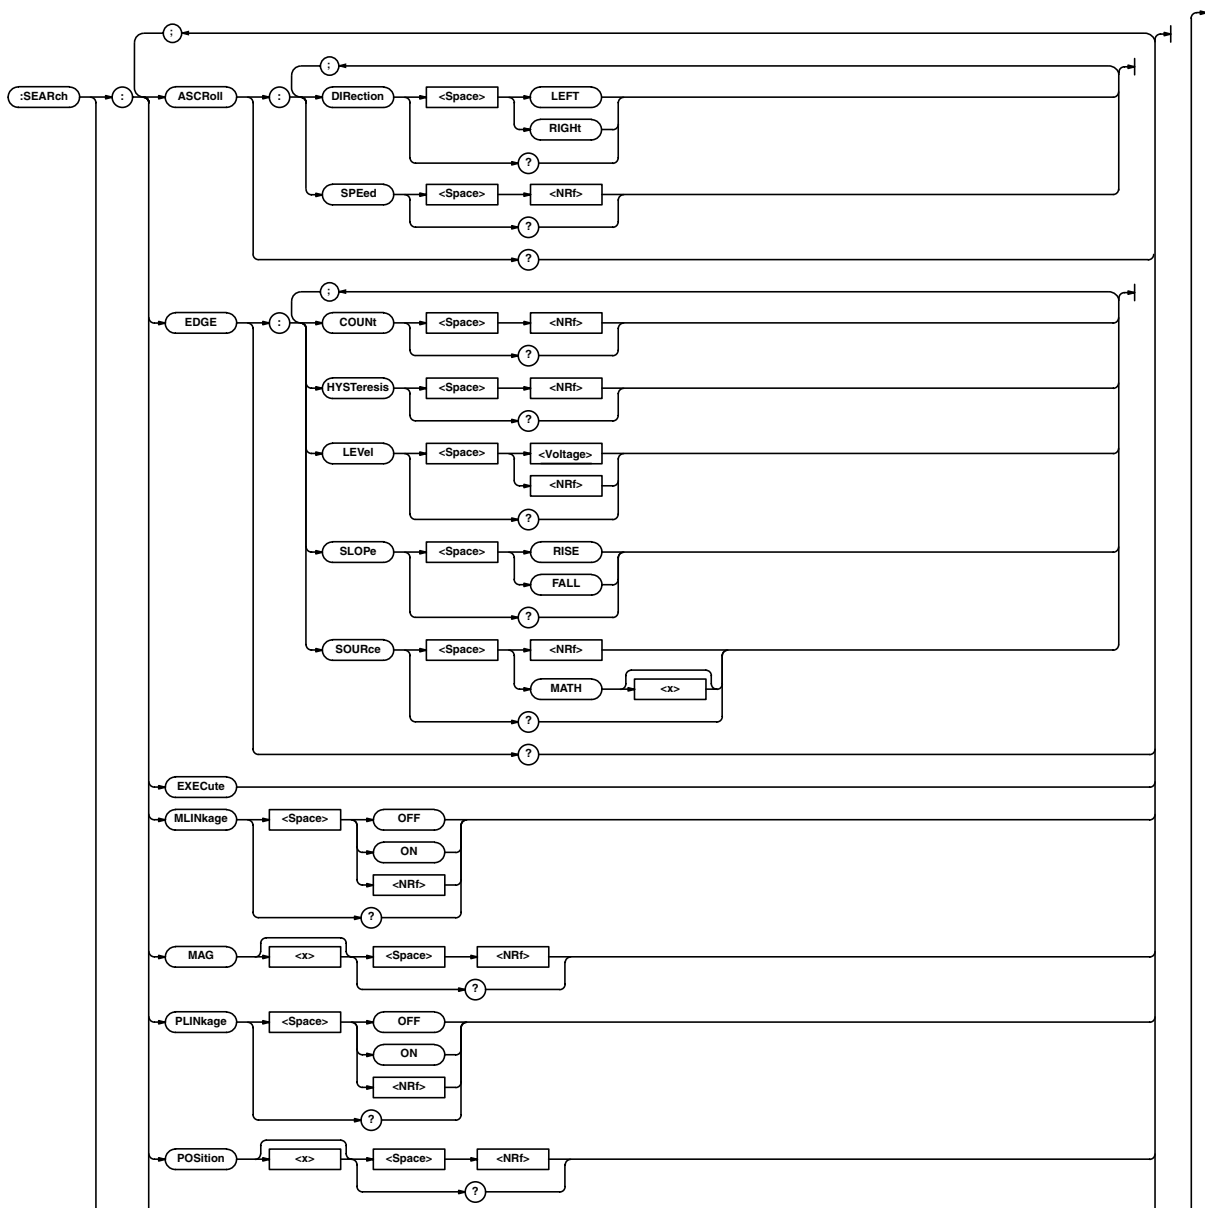 ;
;
:SEARch : ASCRoll : DIRection <Space> LEFT
RIGHt
?
SPEed <Space> <NRf>
?
?
;
EDGE : COUNt <Space> <NRf>
?
HYSTeresis <Space> <NRf>
?
LEVel <Space> <Voltage>
<NRf>
?
SLOPe <Space> RISE
FALL
?
SOURce <Space> <NRf>
MATH <x>
?
?
EXECute
MLINkage <Space> OFF
ON
<NRf>
?
MAG <x> <Space> <NRf>
?
PLINkage <Space> OFF
ON
<NRf>
?
POSition <x> <Space> <NRf>
?